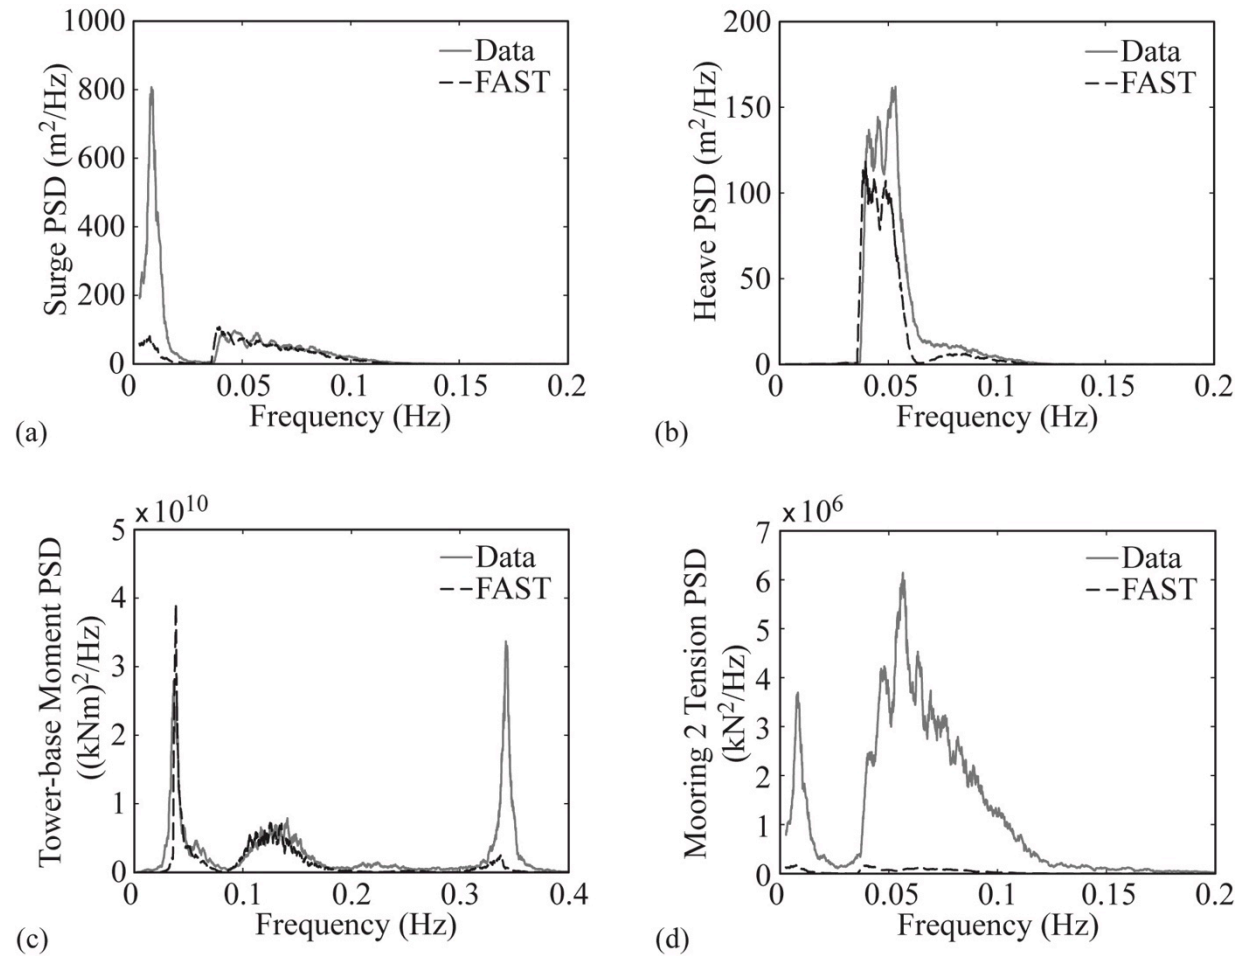 1000
800
600
400
200
0
Surge PSD (m²/Hz)
Data
FAST
0 0.05 0.1 0.15 0.2
Frequency (Hz)
(a)
200
150
100
50
0
Heave PSD (m²/Hz)
Data
FAST
0 0.05 0.1 0.15 0.2
Frequency (Hz)
(b)
×10¹⁰
5
4
3
2
1
0
Tower-base Moment PSD
((kNm)²/Hz)
Data
FAST
0 0.1 0.2 0.3 0.4
Frequency (Hz)
(c)
×10⁶
7
6
5
4
3
2
1
0
Mooring 2 Tension PSD
(kN²/Hz)
Data
FAST
0 0.05 0.1 0.15 0.2
Frequency (Hz)
(d)